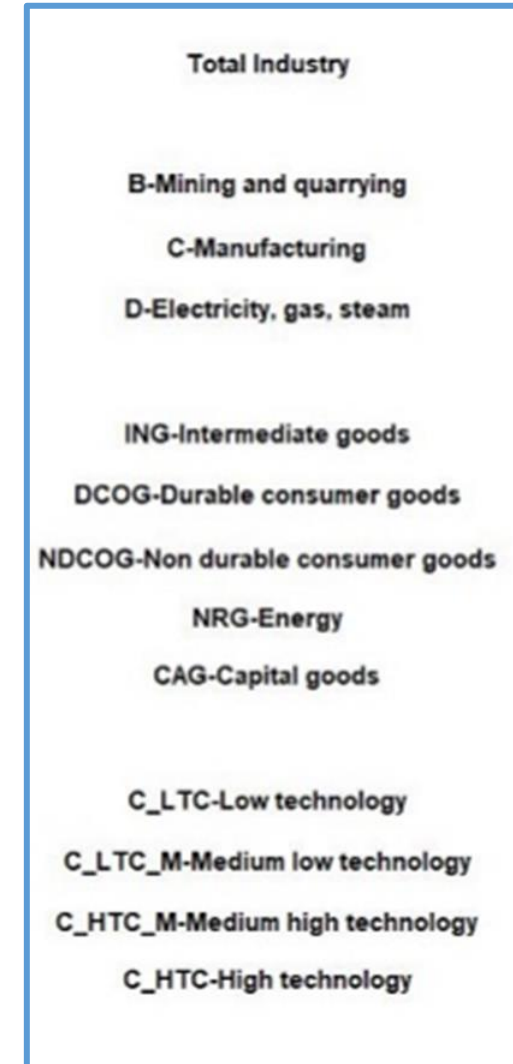 Total Industry
B-Mining and quarrying
C-Manufacturing
D-Electricity, gas, steam
ING-Intermediate goods
DCOG-Durable consumer goods
NDCOG-Non durable consumer goods
NRG-Energy
CAG-Capital goods
C_LTC-Low technology
C_LTC_M-Medium low technology
C_HTC_M-Medium high technology
C_HTC-High technology